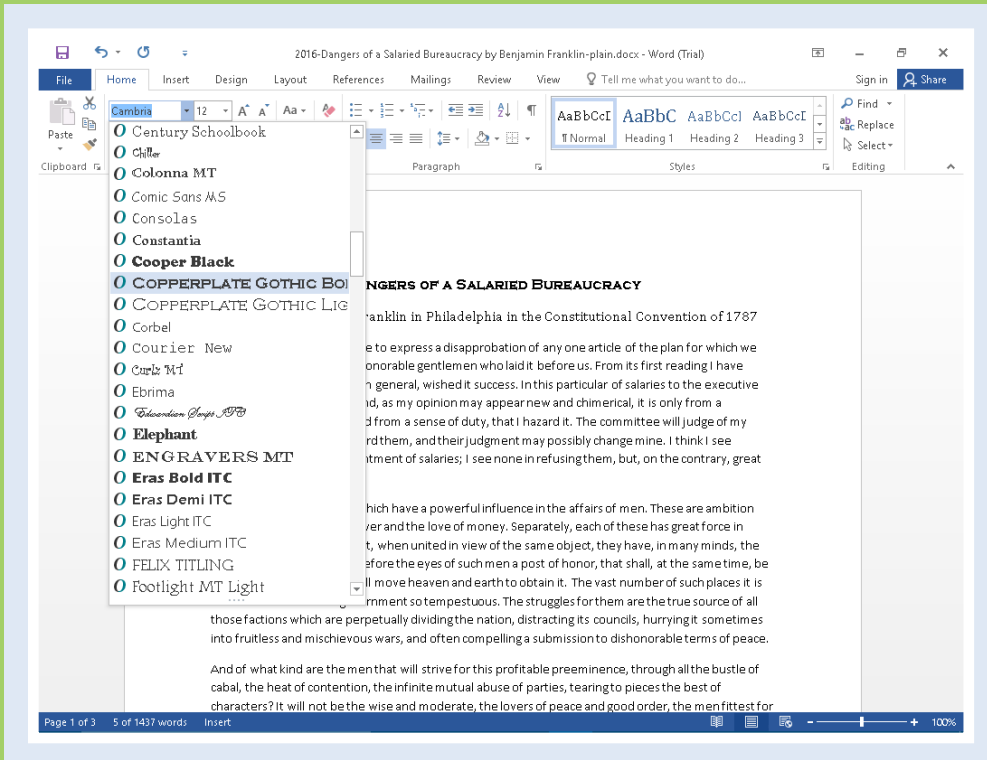 2016-Dangers of a Salaried Bureaucracy by Benjamin Franklin-plain.docx - Word (Trial)
File Home Insert Design Layout References Mailings Review View Tell me what you want to do... Sign in Share
Paste
Clipboard
Cambria 12 Aa
Paragraph
AaBbCcI AaBbC AaBbCcI AaBbCcI
¶ Normal Heading 1 Heading 2 Heading 3
Styles
Find
Replace
Select
Editing
O Century Schoolbook
O Chiller
O Colonna MT
O Comic Sans MS
O Consolas
O Constantia
O Cooper Black
O Copperplate Gothic Bol
O Copperplate Gothic Lig
O Corbel
O Courier New
O Curlz MT
O Ebrima
O Edwardian Script ITC
O Elephant
O ENGRAVERS MT
O Eras Bold ITC
O Eras Demi ITC
O Eras Light ITC
O Eras Medium ITC
O FELIX TITLING
O Footlight MT Light
ngers of a Salaried Bureaucracy
ranklin in Philadelphia in the Constitutional Convention of 1787
e to express a disapprobation of any one article of the plan for which we
onorable gentlemen who laid it before us. From its first reading I have
n general, wished it success. In this particular of salaries to the executive
nd, as my opinion may appear new and chimerical, it is only from a
d from a sense of duty, that I hazard it. The committee will judge of my
rd them, and their judgment may possibly change mine. I think I see
ntment of salaries; I see none in refusing them, but, on the contrary, great
hich have a powerful influence in the affairs of men. These are ambition
ver and the love of money. Separately, each of these has great force in
t, when united in view of the same object, they have, in many minds, the
efore the eyes of such men a post of honor, that shall, at the same time, be
ll move heaven and earth to obtain it. The vast number of such places it is
rnment so tempestuous. The struggles for them are the true source of all
those factions which are perpetually dividing the nation, distracting its councils, hurrying it sometimes
into fruitless and mischievous wars, and often compelling a submission to dishonorable terms of peace.
And of what kind are the men that will strive for this profitable preeminence, through all the bustle of
cabal, the heat of contention, the infinite mutual abuse of parties, tearing to pieces the best of
characters? It will not be the wise and moderate, the lovers of peace and good order, the men fittest for
Page 1 of 3 5 of 1437 words Insert 100%